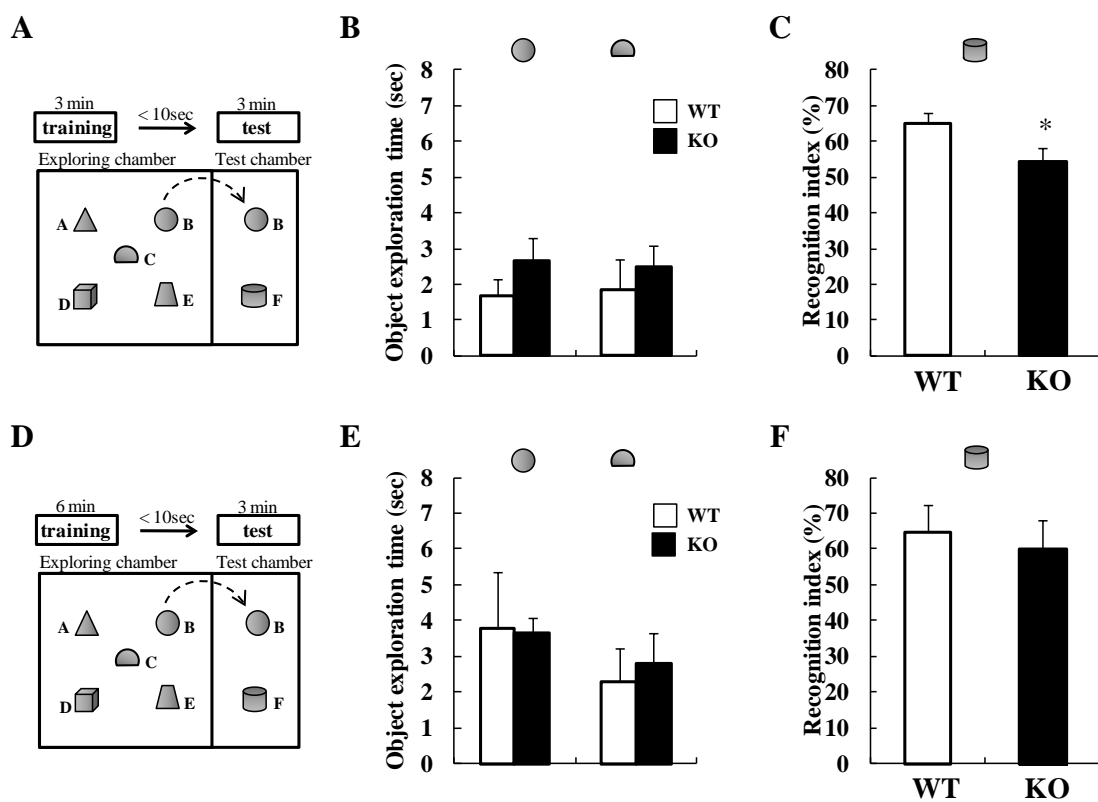 A
3 min
< 10sec
3 min
training
test
Exploring chamber
Test chamber
A
B
B
C
D
E
F
B
Object exploration time (sec)
8
7
6
5
4
3
2
1
0
WT
KO
C
Recognition index (%)
80
70
60
50
40
30
20
10
0
*
WT
KO
D
6 min
< 10sec
3 min
training
test
Exploring chamber
Test chamber
A
B
B
C
D
E
F
E
Object exploration time (sec)
8
7
6
5
4
3
2
1
0
WT
KO
F
Recognition index (%)
80
70
60
50
40
30
20
10
0
WT
KO